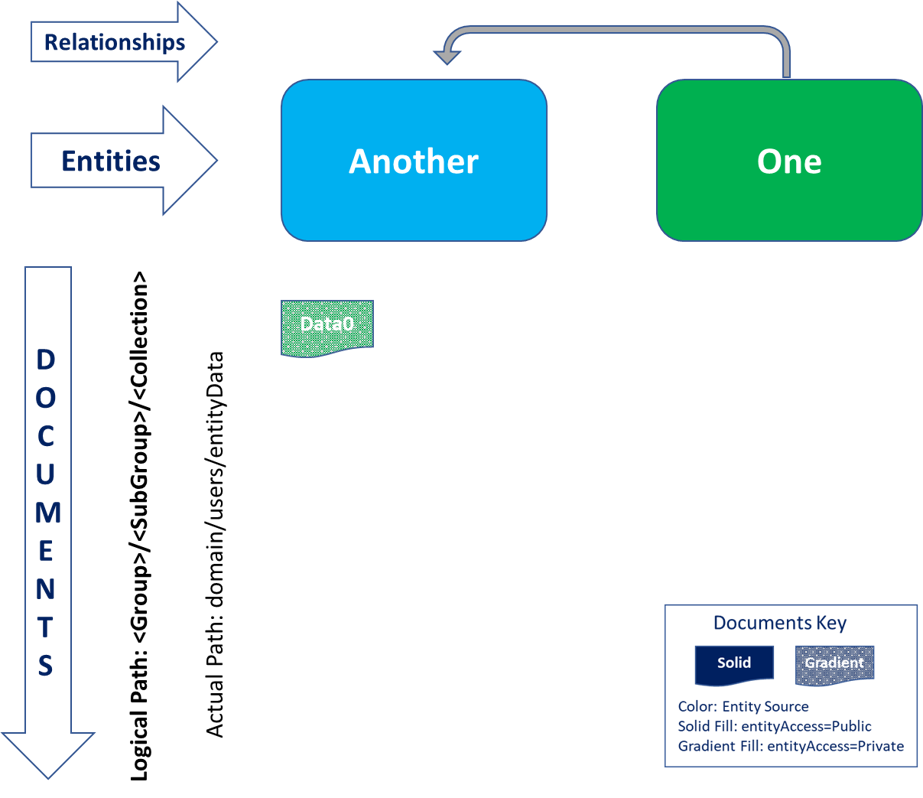 Relationships
Entities
Another
One
DOCUMENTS
Logical Path: <Group>/<SubGroup>/<Collection>
Actual Path: domain/users/entityData
Data0
Documents Key
Solid
Gradient
Color: Entity Source
Solid Fill: entityAccess=Public
Gradient Fill: entityAccess=Private